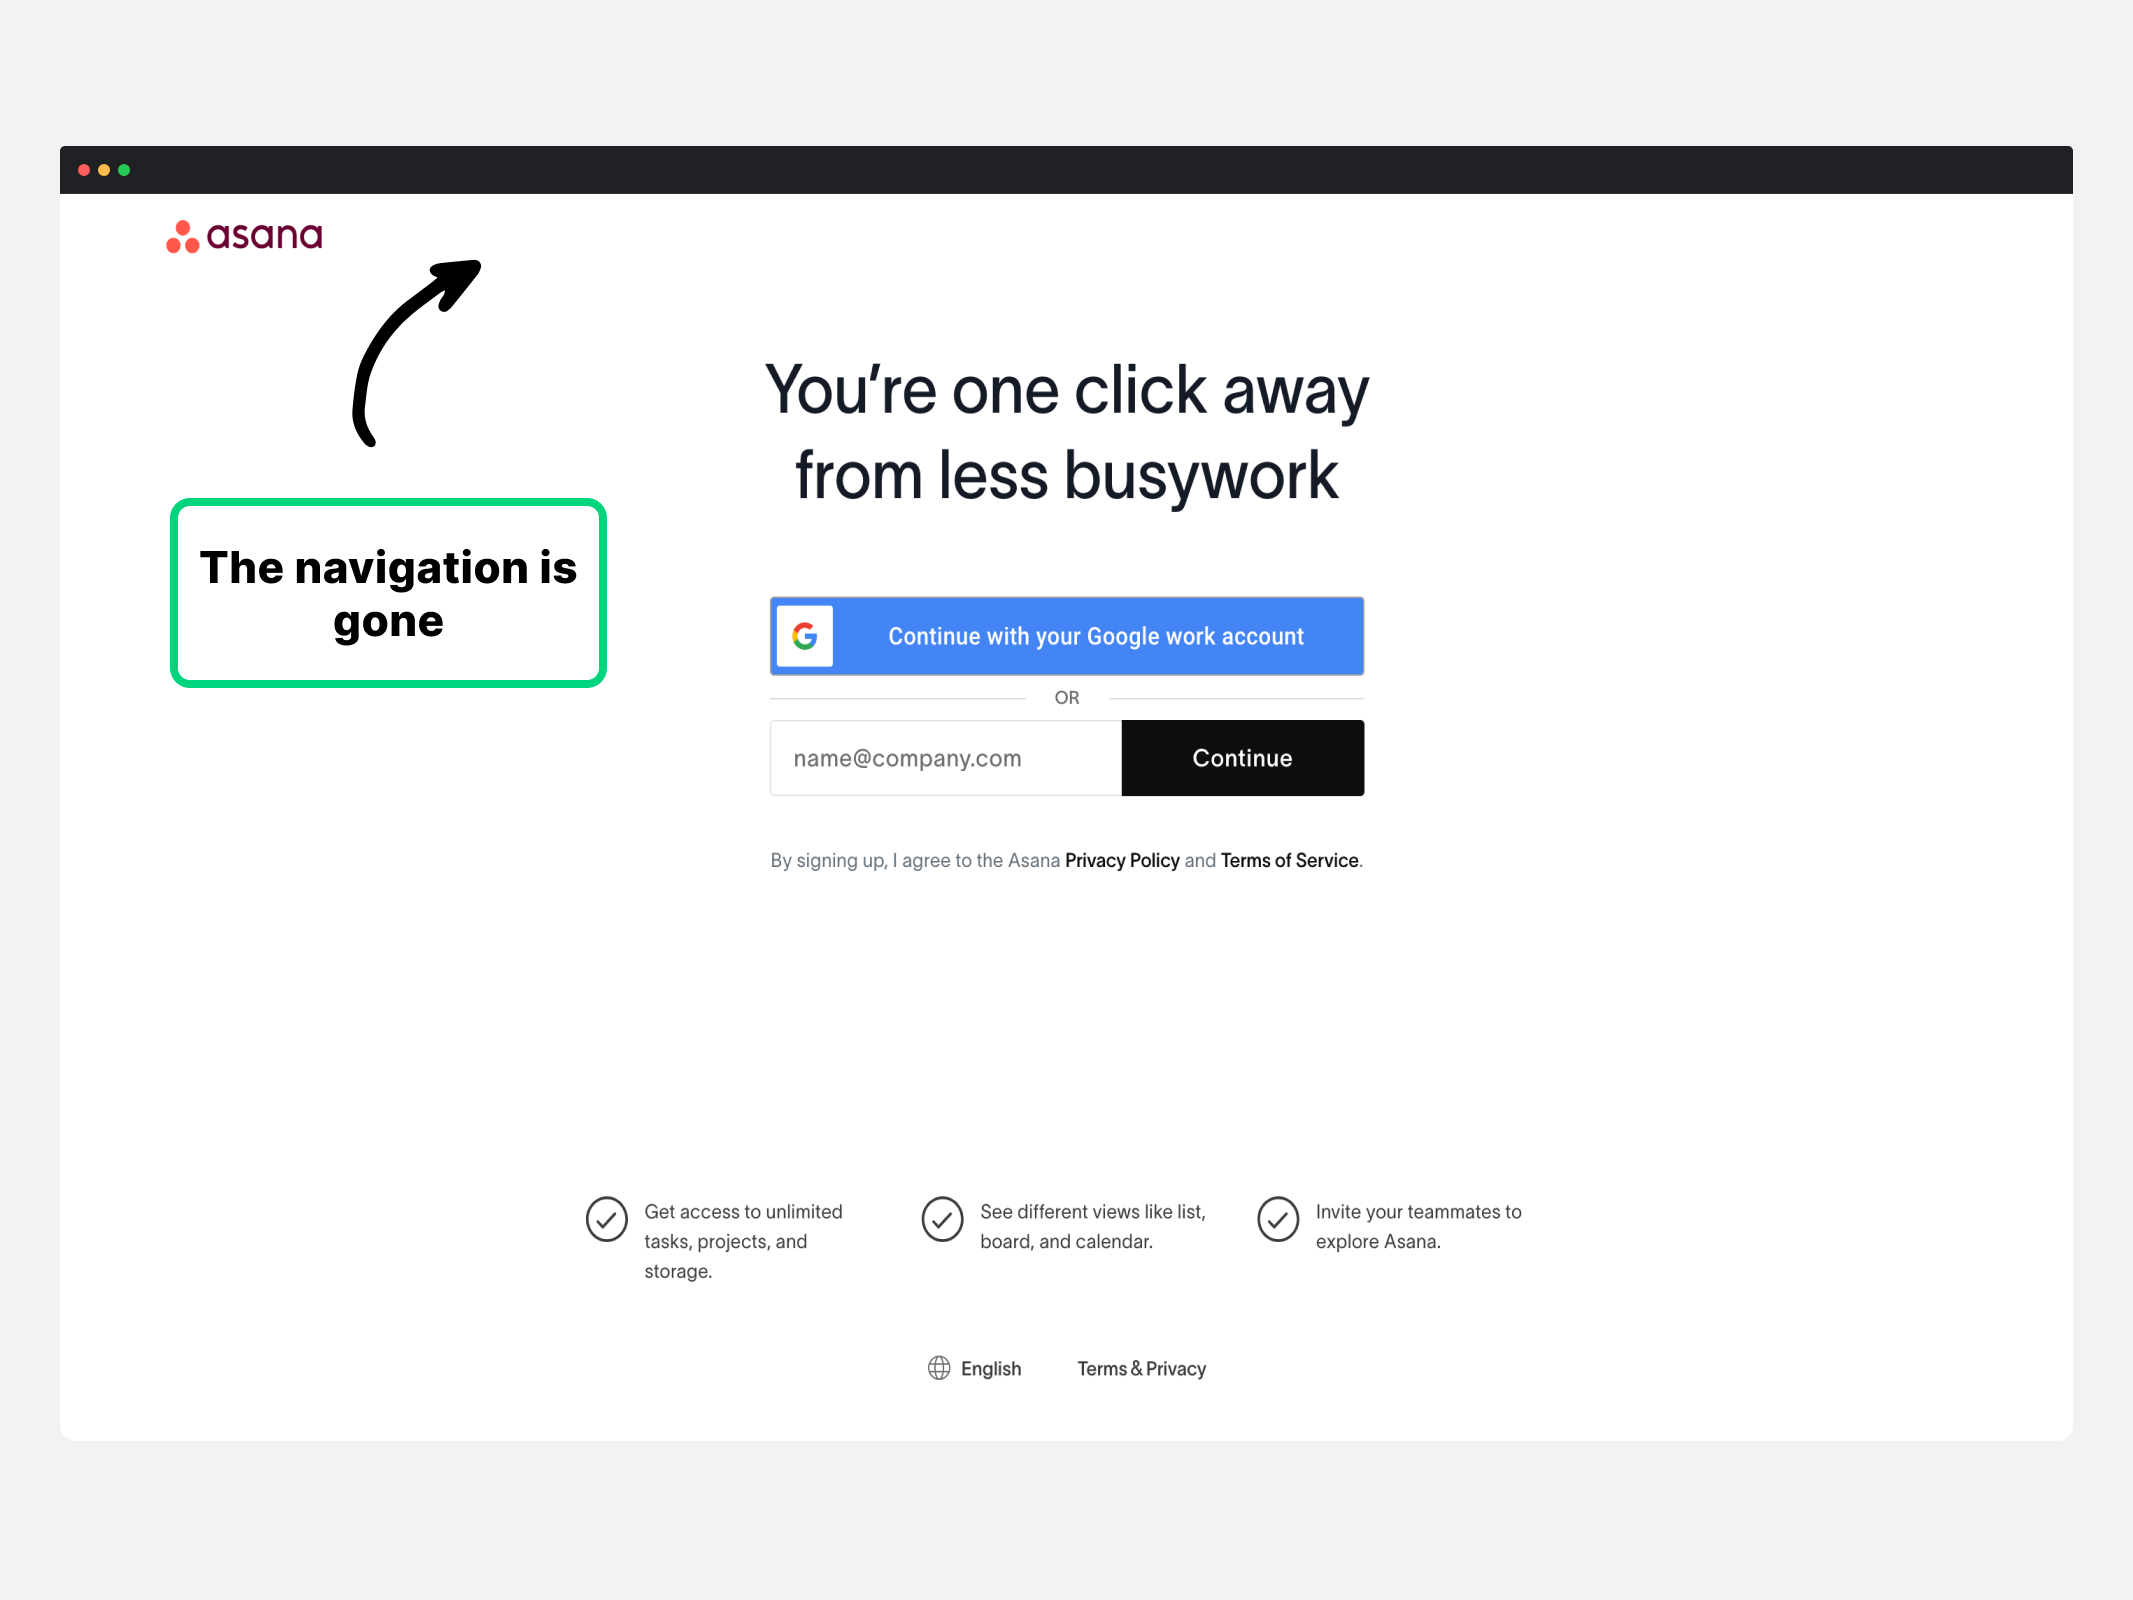 asana
You’re one click away
from less busywork
The navigation is
gone
Continue with your Google work account
OR
name@company.com
Continue
By signing up, I agree to the Asana Privacy Policy and Terms of Service.
Get access to unlimited
tasks, projects, and
storage.
See different views like list,
board, and calendar.
Invite your teammates to
explore Asana.
English
Terms & Privacy